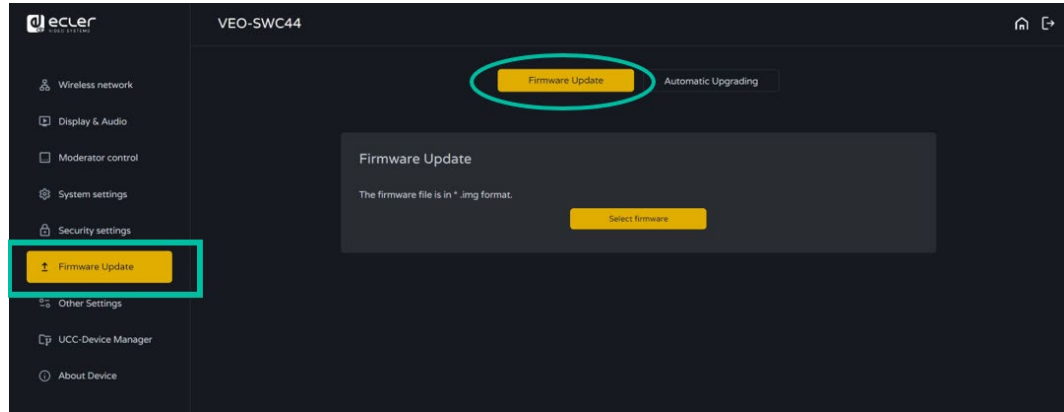 ecler
VIDEO SYSTEMS
VEO-SWC44
Wireless network
Display & Audio
Moderator control
System settings
Security settings
Firmware Update
Other Settings
UCC-Device Manager
About Device
Firmware Update
Automatic Upgrading
Firmware Update
The firmware file is in * .img format.
Select firmware